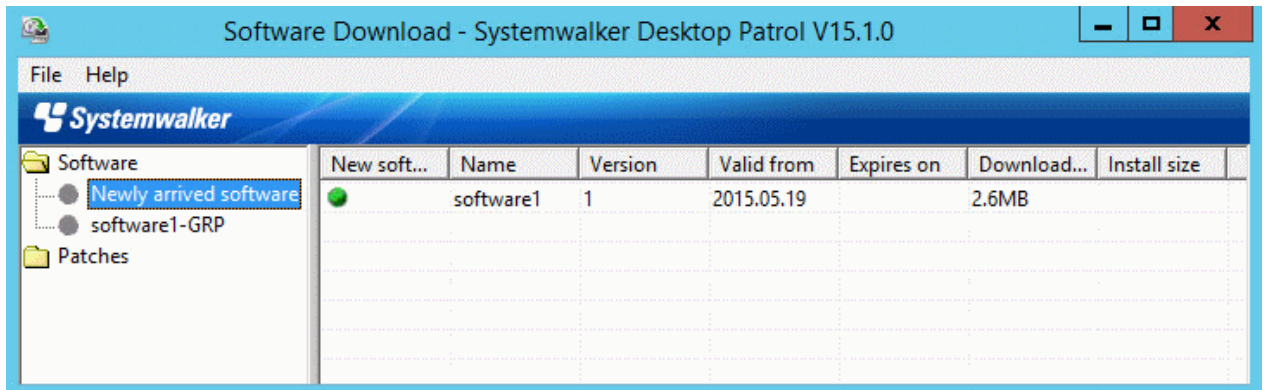 Software Download - Systemwalker Desktop Patrol V15.1.0
File Help
Systemwalker
Software
Newly arrived software
software1-GRP
Patches
New soft... Name Version Valid from Expires on Download... Install size
software1 1 2015.05.19 2.6MB